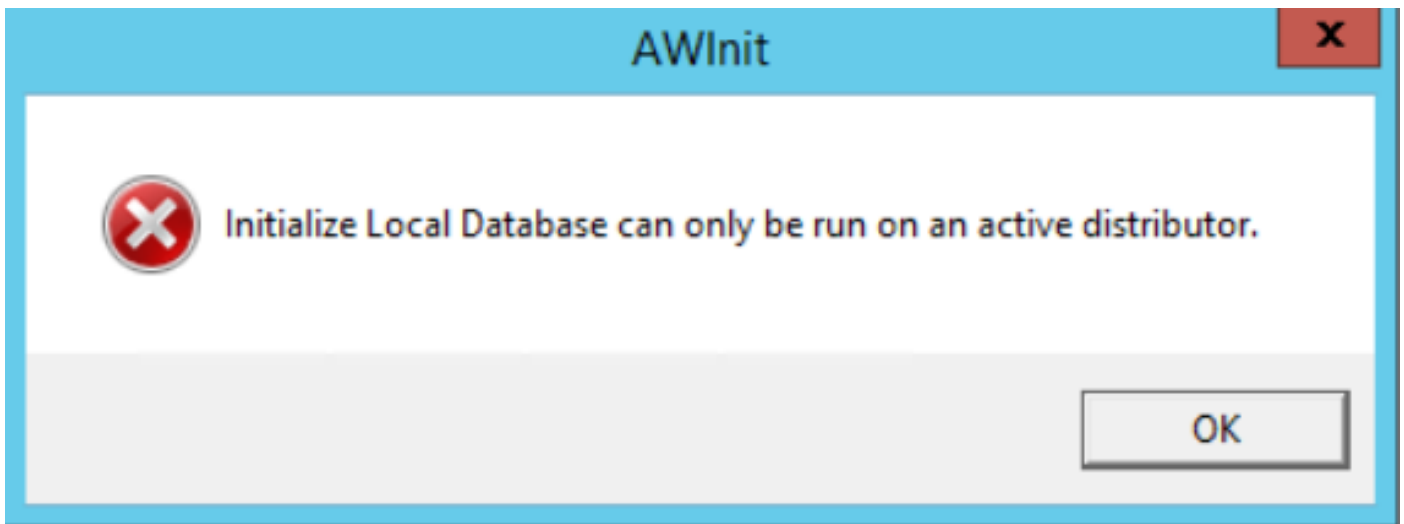 AWInit
x
Initialize Local Database can only be run on an active distributor.
OK